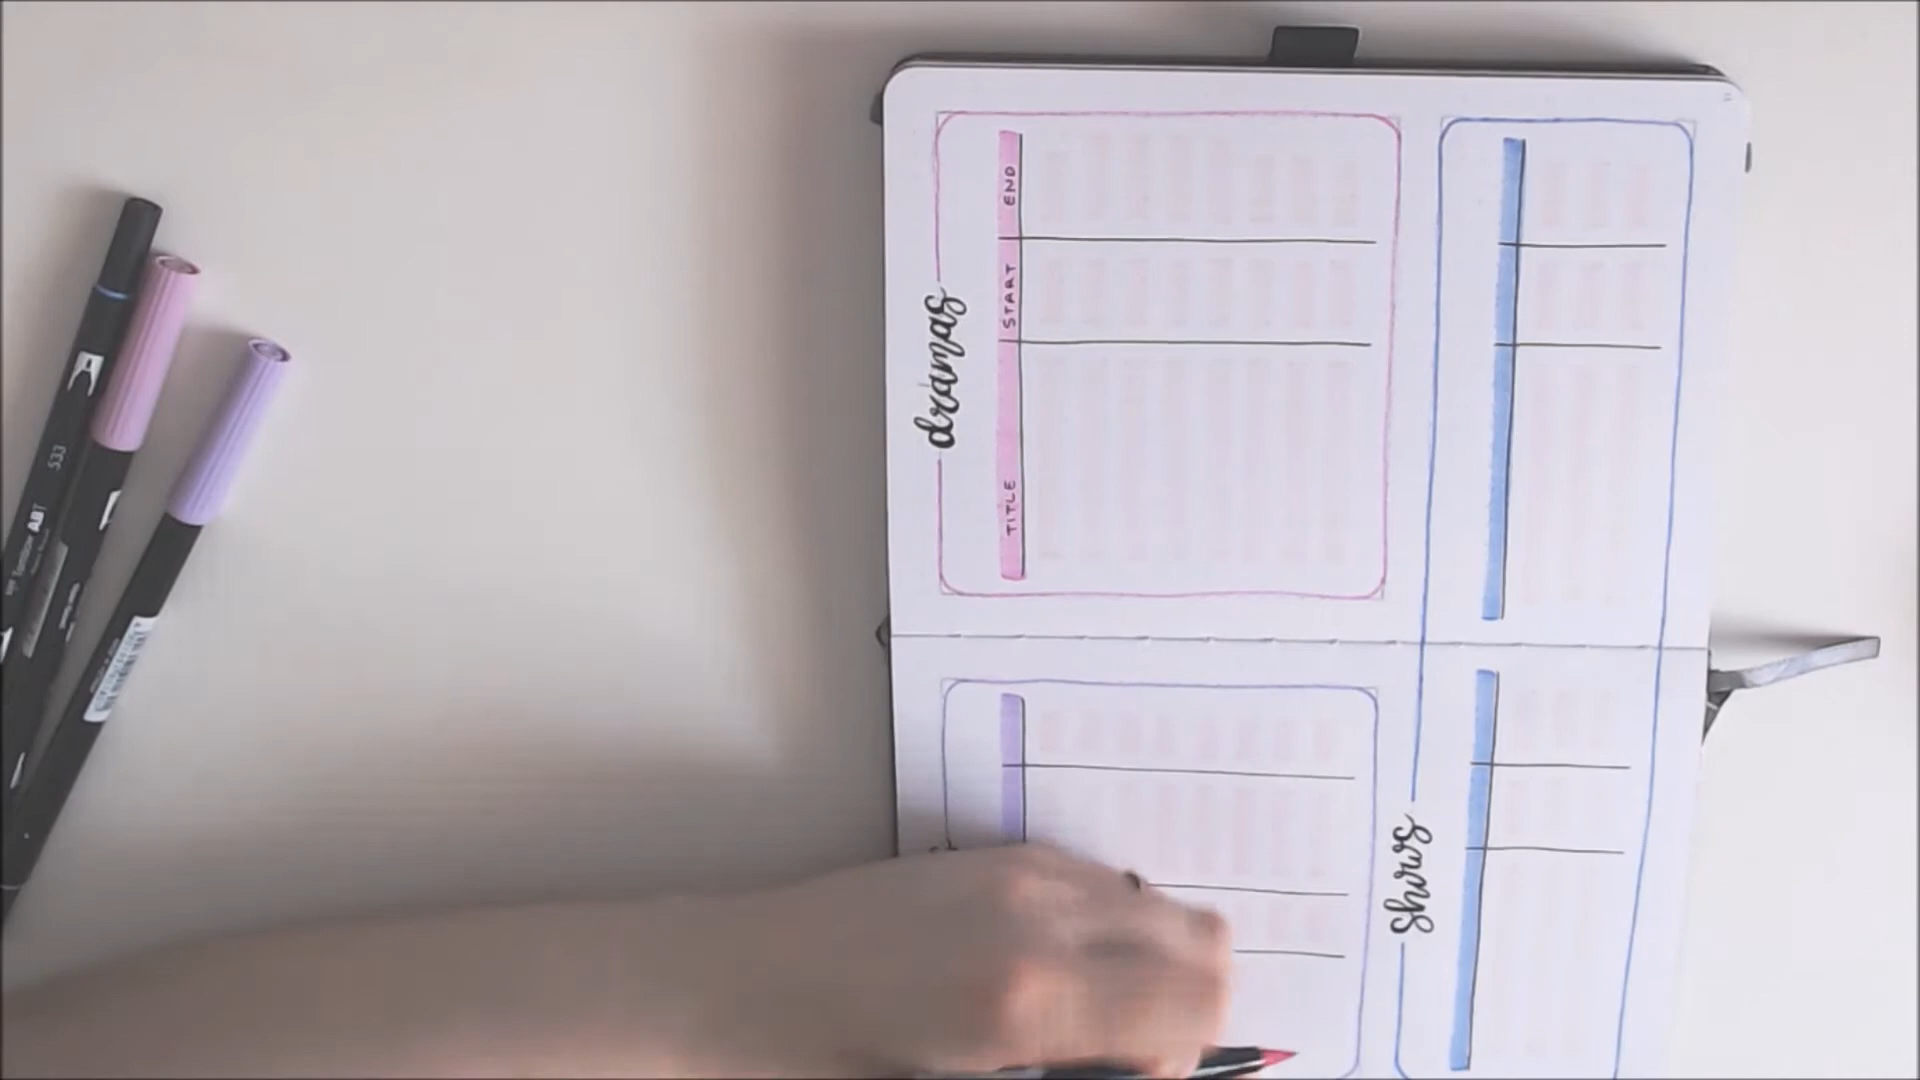 dramas
TITLE START END
shows
533
Tombow ABT